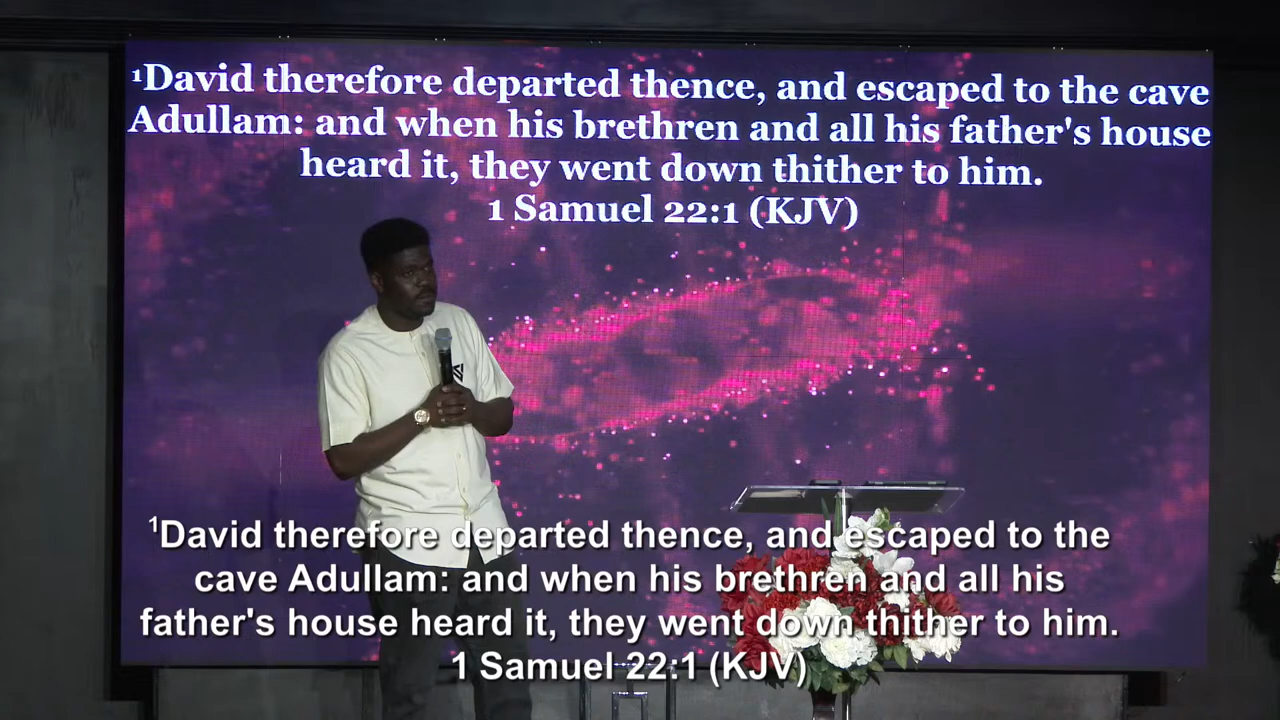 ¹David therefore departed thence, and escaped to the cave
Adullam: and when his brethren and all his father's house
heard it, they went down thither to him.
1 Samuel 22:1 (KJV)
¹David therefore departed thence, and escaped to the
cave Adullam: and when his brethren and all his
father's house heard it, they went down thither to him.
1 Samuel 22:1 (KJV)